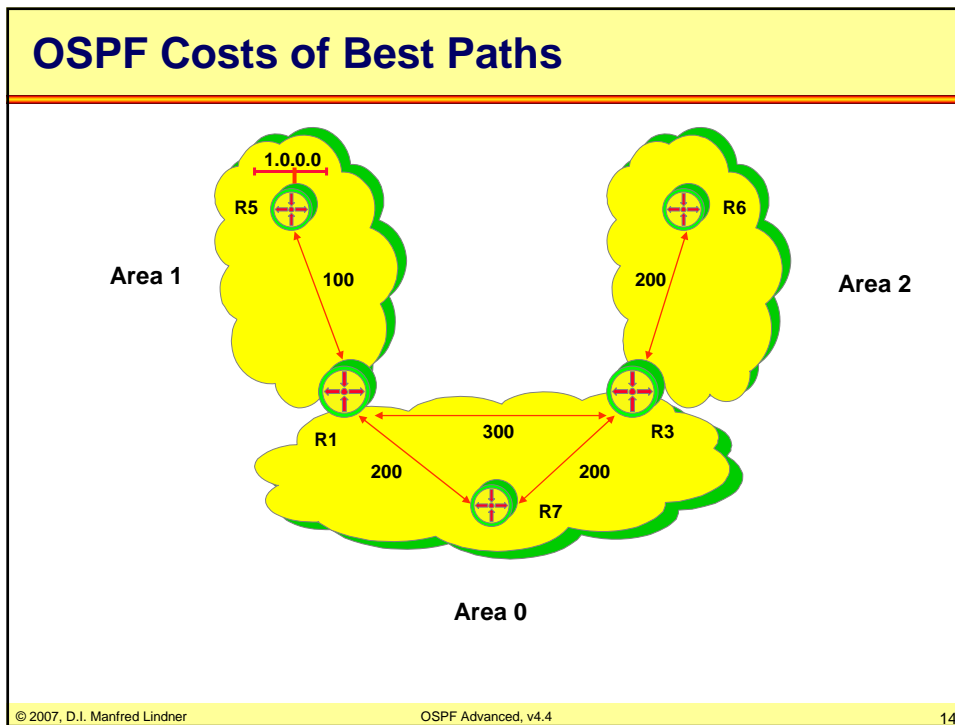 OSPF Costs of Best Paths
1.0.0.0
R5
R6
Area 1
100
200
Area 2
R1
300
R3
200
200
R7
Area 0
© 2007, D.I. Manfred Lindner
OSPF Advanced, v4.4
14